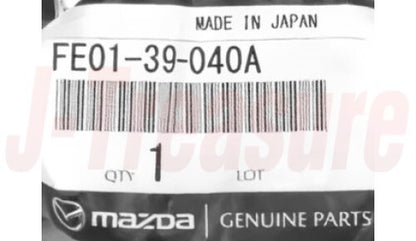 MADE IN JAPAN
FE01-39-040A
J-Treasure
QTY 1 LOT
mazda GENUINE PARTS